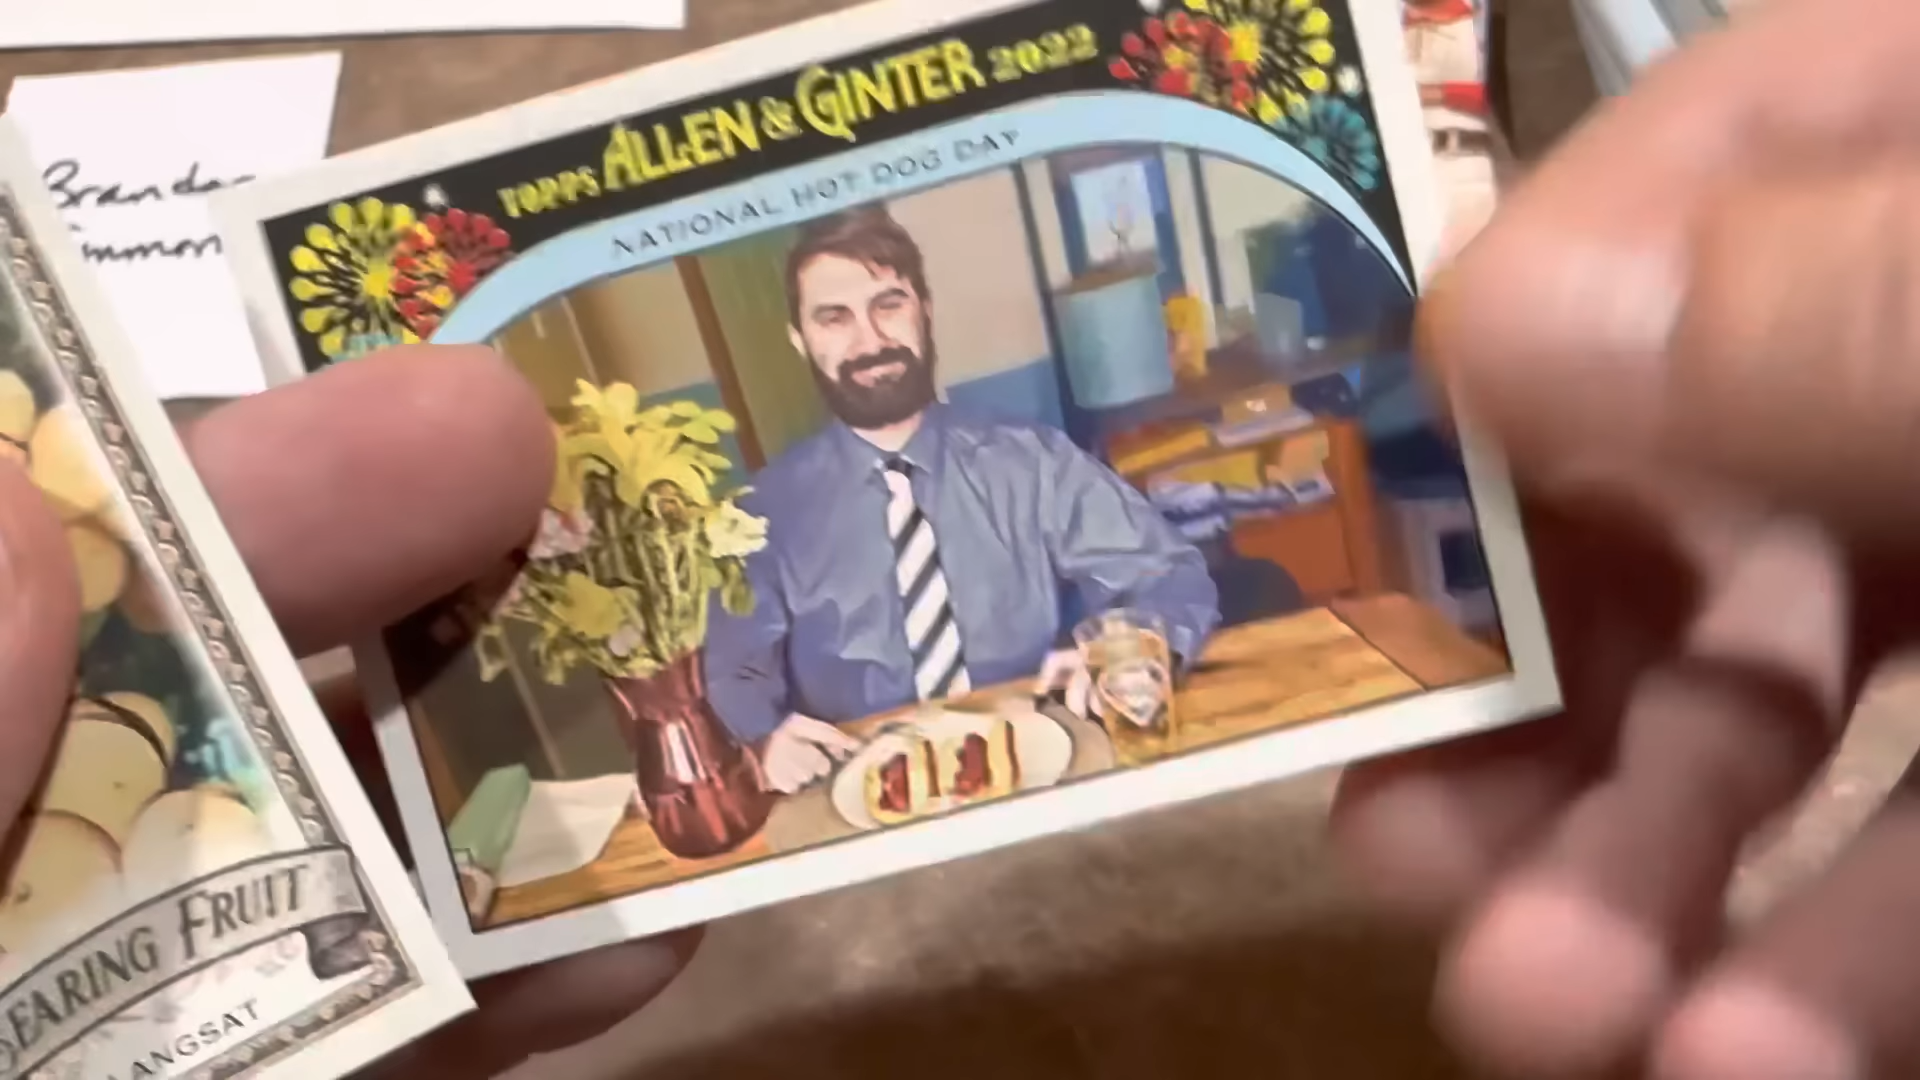 TOPPS ALLEN & GINTER 2022
NATIONAL HOT DOG DAY
BEARING FRUIT
LANGSAT